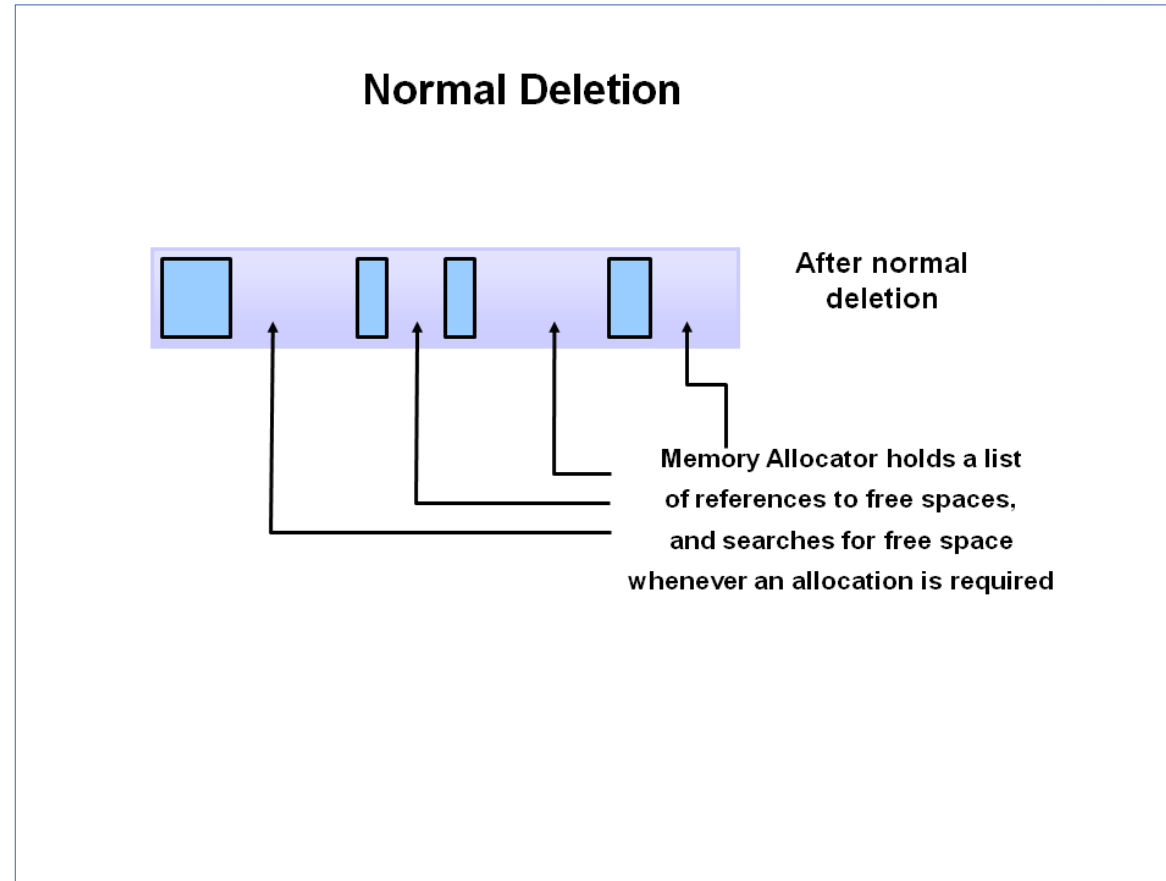 Normal Deletion
After normal
deletion
Memory Allocator holds a list
of references to free spaces,
and searches for free space
whenever an allocation is required